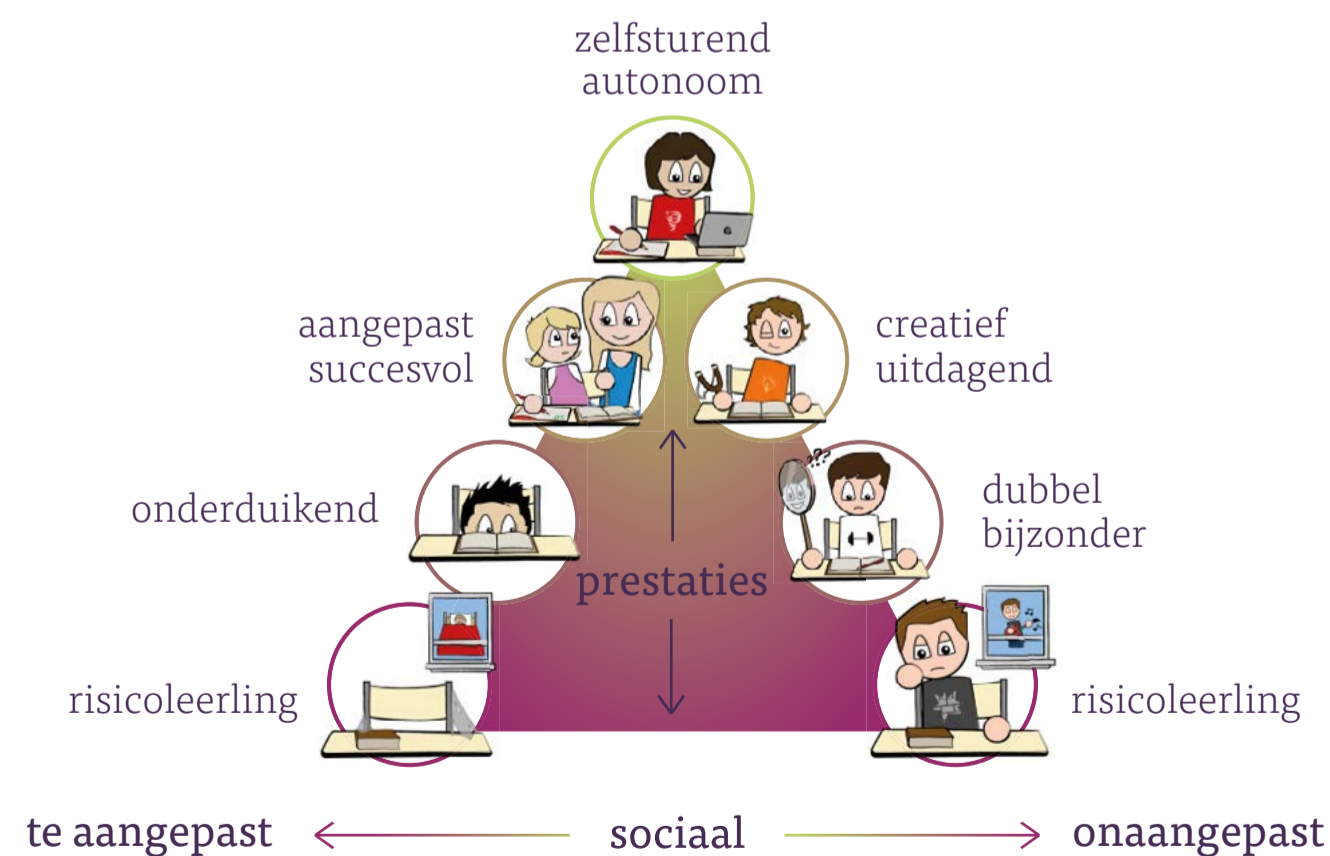 zelfsturend
autonoom
aangepast
succesvol
creatief
uitdagend
onderduikend
dubbel
bijzonder
prestaties
risicoleerling
risicoleerling
te aangepast
sociaal
onaangepast